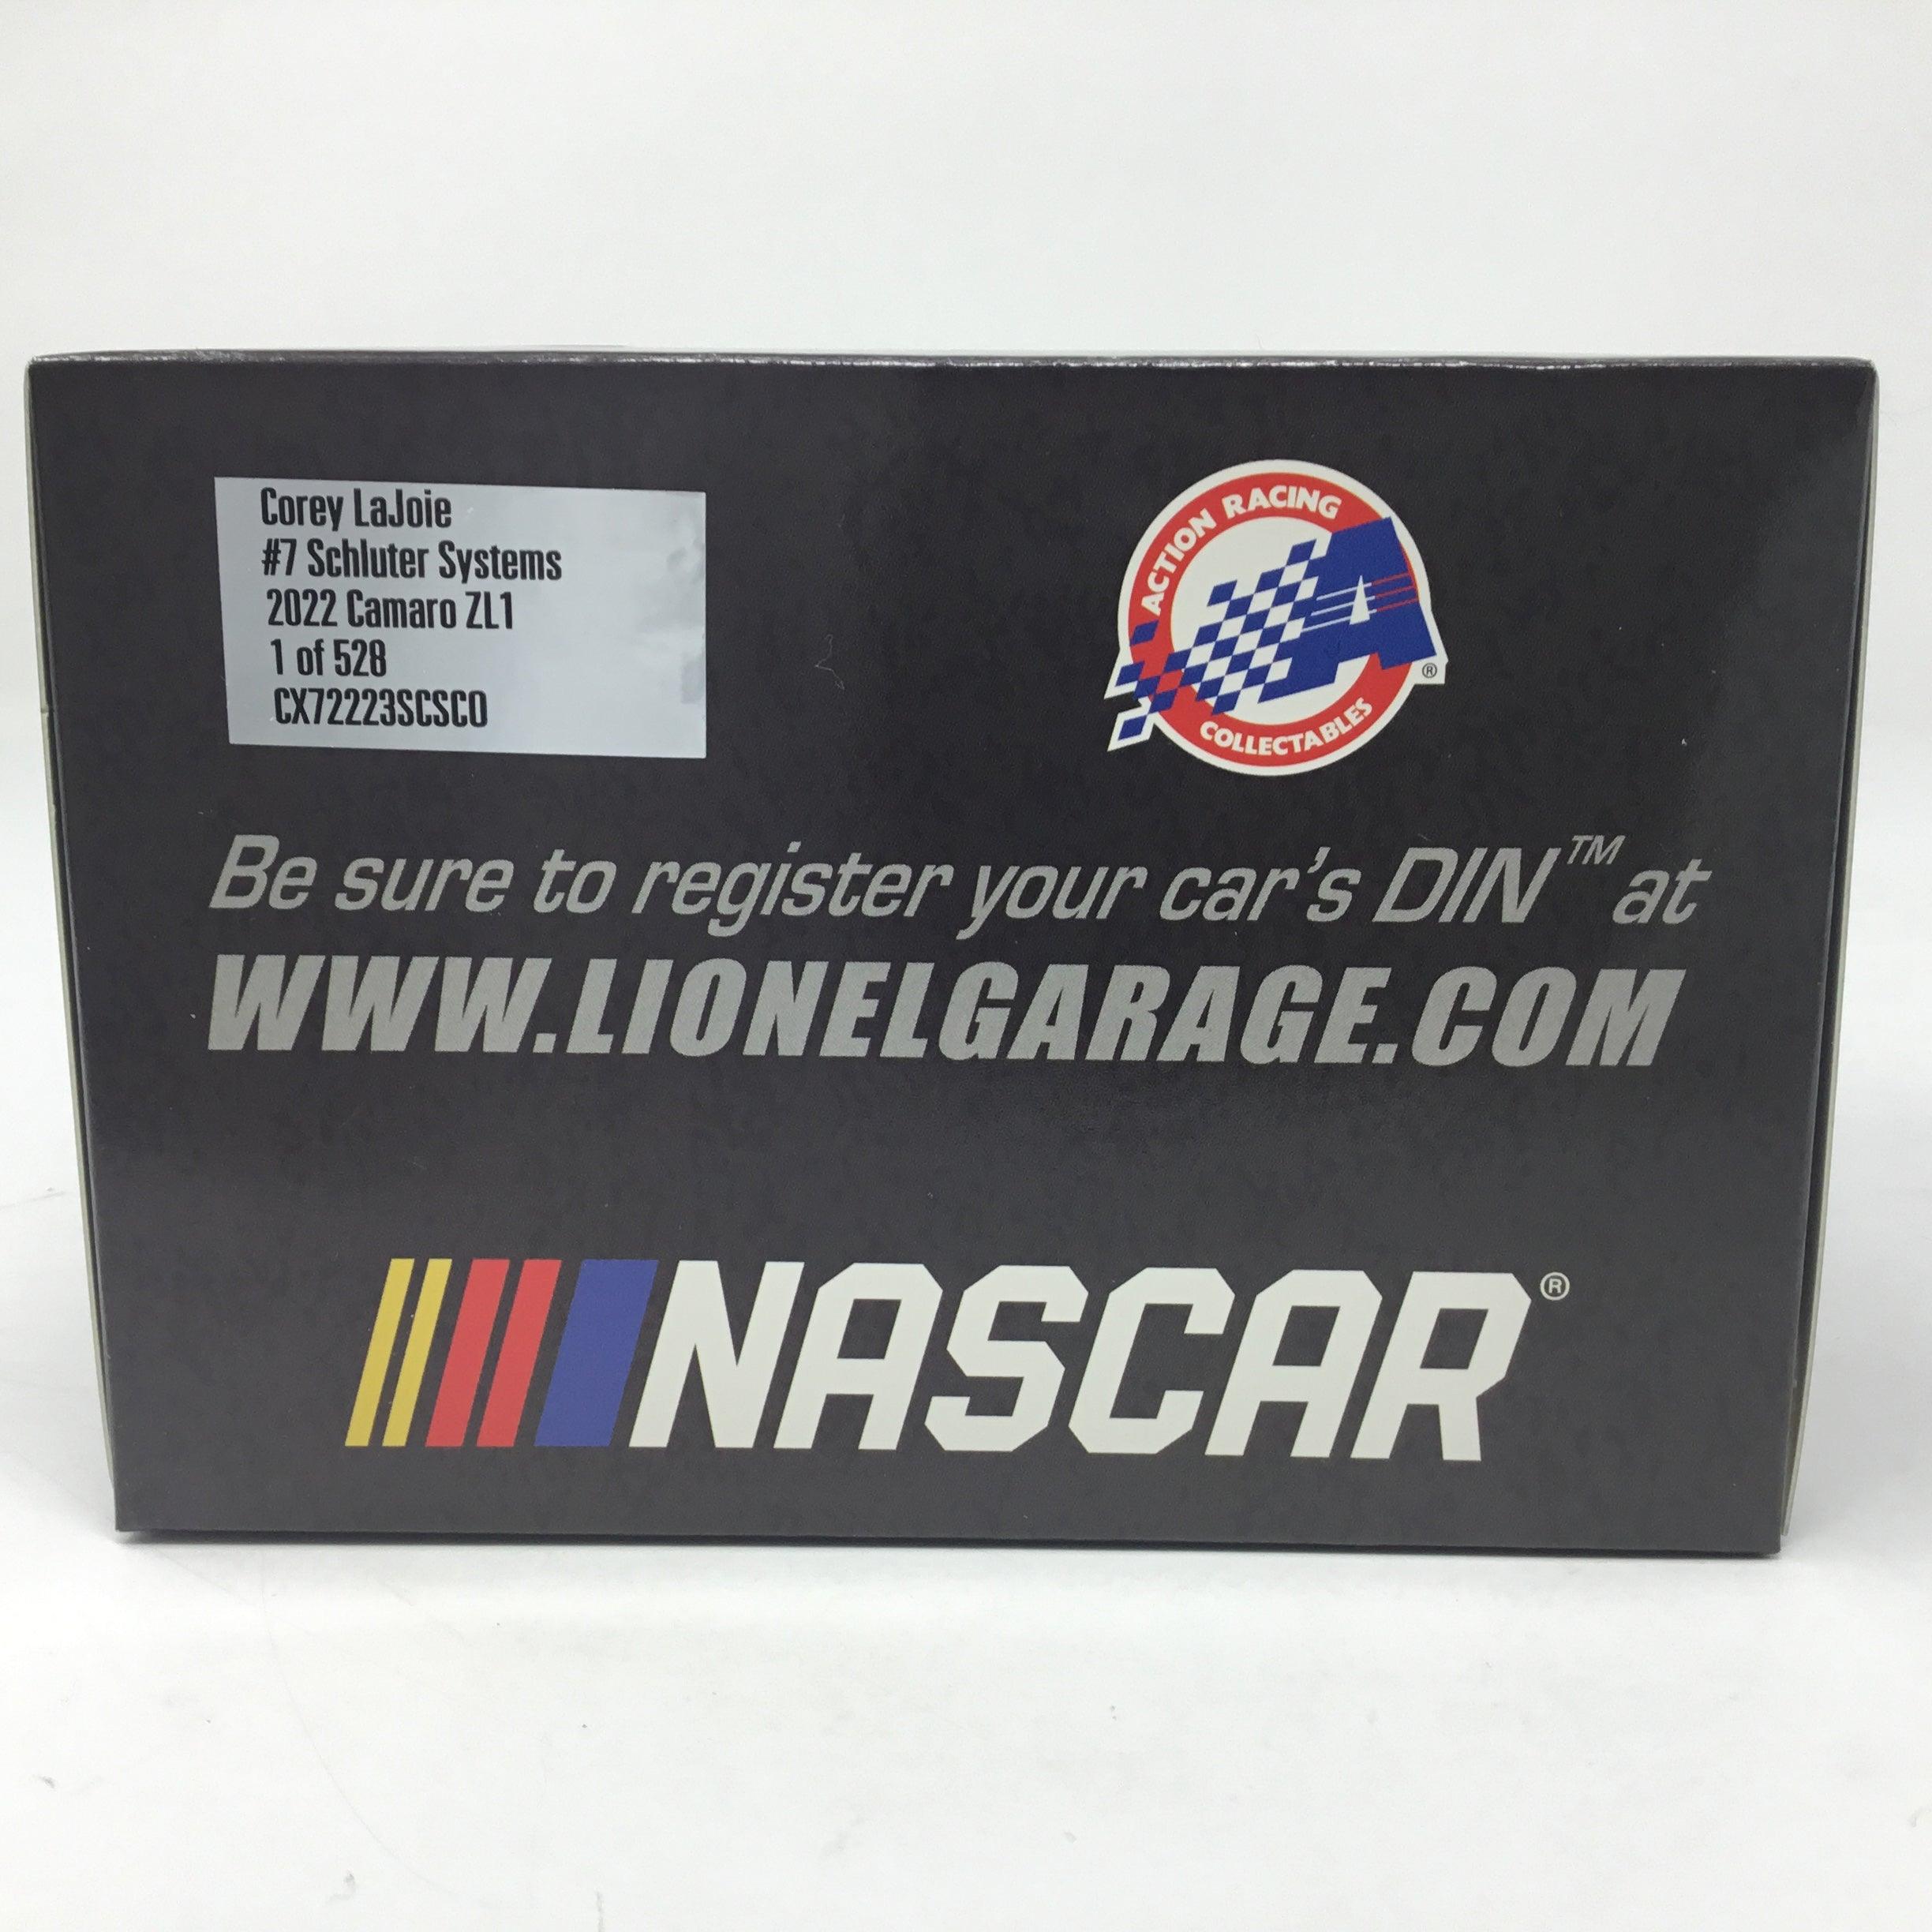 Corey LaJoie
#7 Schluter Systems
2022 Camaro ZL1
1 of 528
CX72223SCSCO
ACTION RACING
A
®
COLLECTABLES
Be sure to register your car's DIN™ at
WWW.LIONELGARAGE.COM
NASCAR®